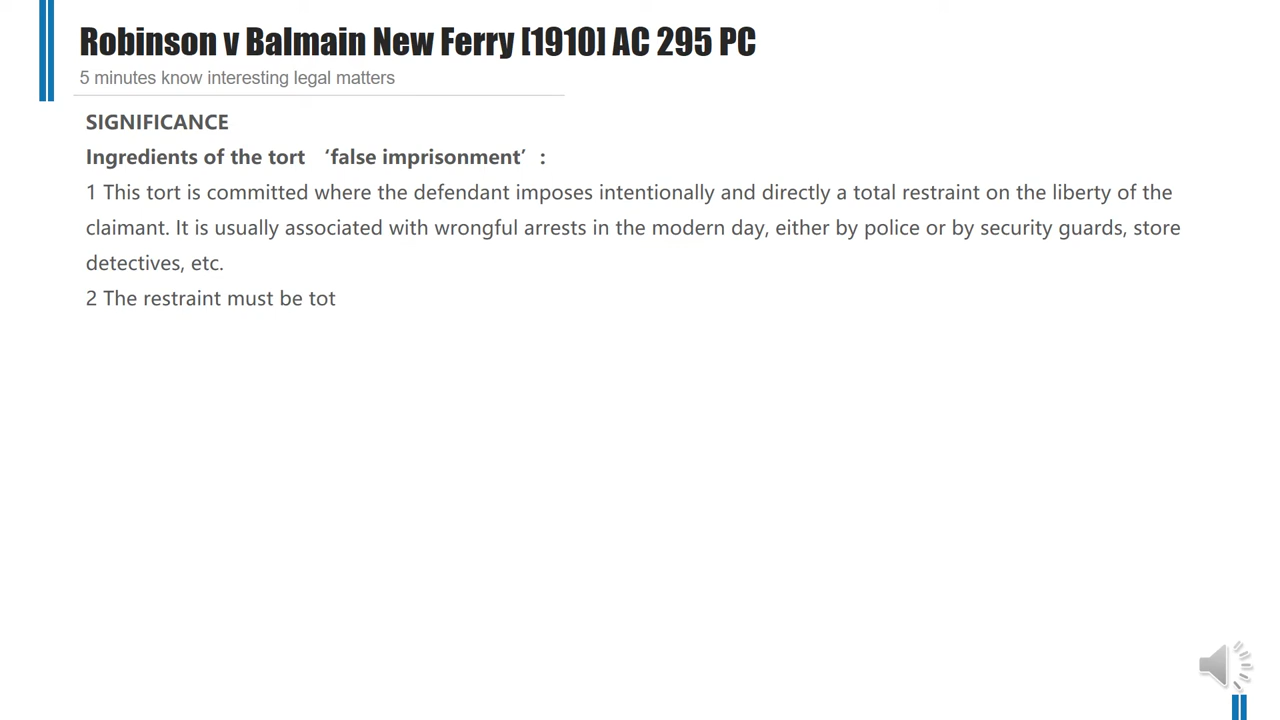 Robinson v Balmain New Ferry [1910] AC 295 PC
5 minutes know interesting legal matters
SIGNIFICANCE
Ingredients of the tort ‘false imprisonment’ :
1 This tort is committed where the defendant imposes intentionally and directly a total restraint on the liberty of the
claimant. It is usually associated with wrongful arrests in the modern day, either by police or by security guards, store
detectives, etc.
2 The restraint must be tot